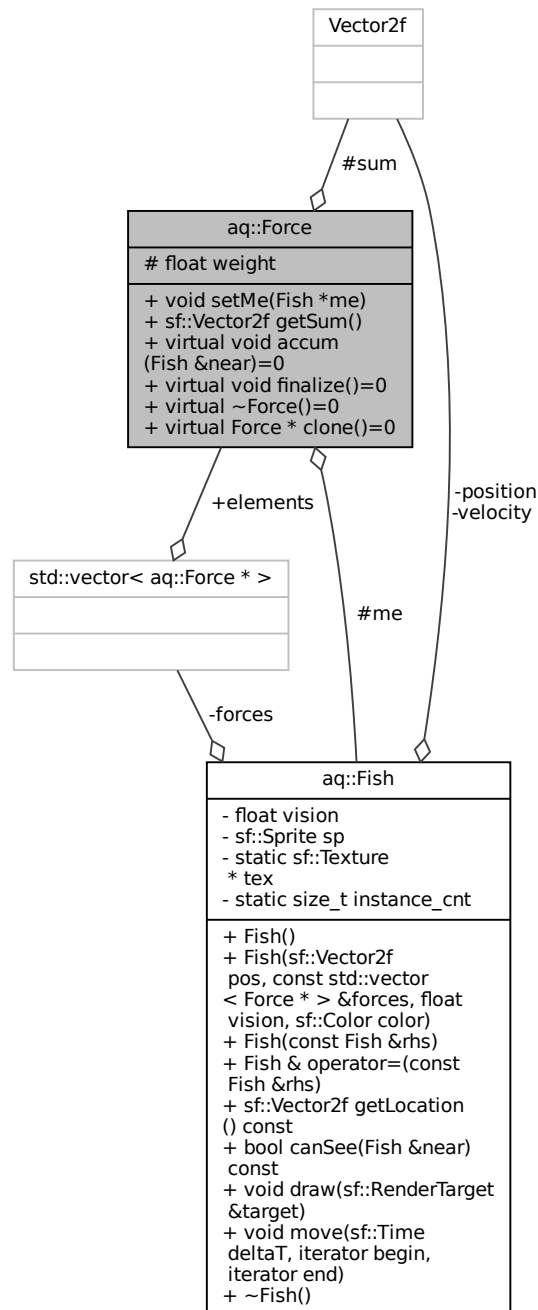 Vector2f
#sum
aq::Force
# float weight
+ void setMe(Fish *me)
+ sf::Vector2f getSum()
+ virtual void accum
(Fish &near)=0
+ virtual void finalize()=0
+ virtual ~Force()=0
+ virtual Force * clone()=0
-position
-velocity
+elements
std::vector< aq::Force * >
#me
-forces
aq::Fish
- float vision
- sf::Sprite sp
- static sf::Texture
* tex
- static size_t instance_cnt
+ Fish()
+ Fish(sf::Vector2f
pos, const std::vector
< Force * > &forces, float
vision, sf::Color color)
+ Fish(const Fish &rhs)
+ Fish & operator=(const
Fish &rhs)
+ sf::Vector2f getLocation
() const
+ bool canSee(Fish &near)
const
+ void draw(sf::RenderTarget
&target)
+ void move(sf::Time
deltaT, iterator begin,
iterator end)
+ ~Fish()